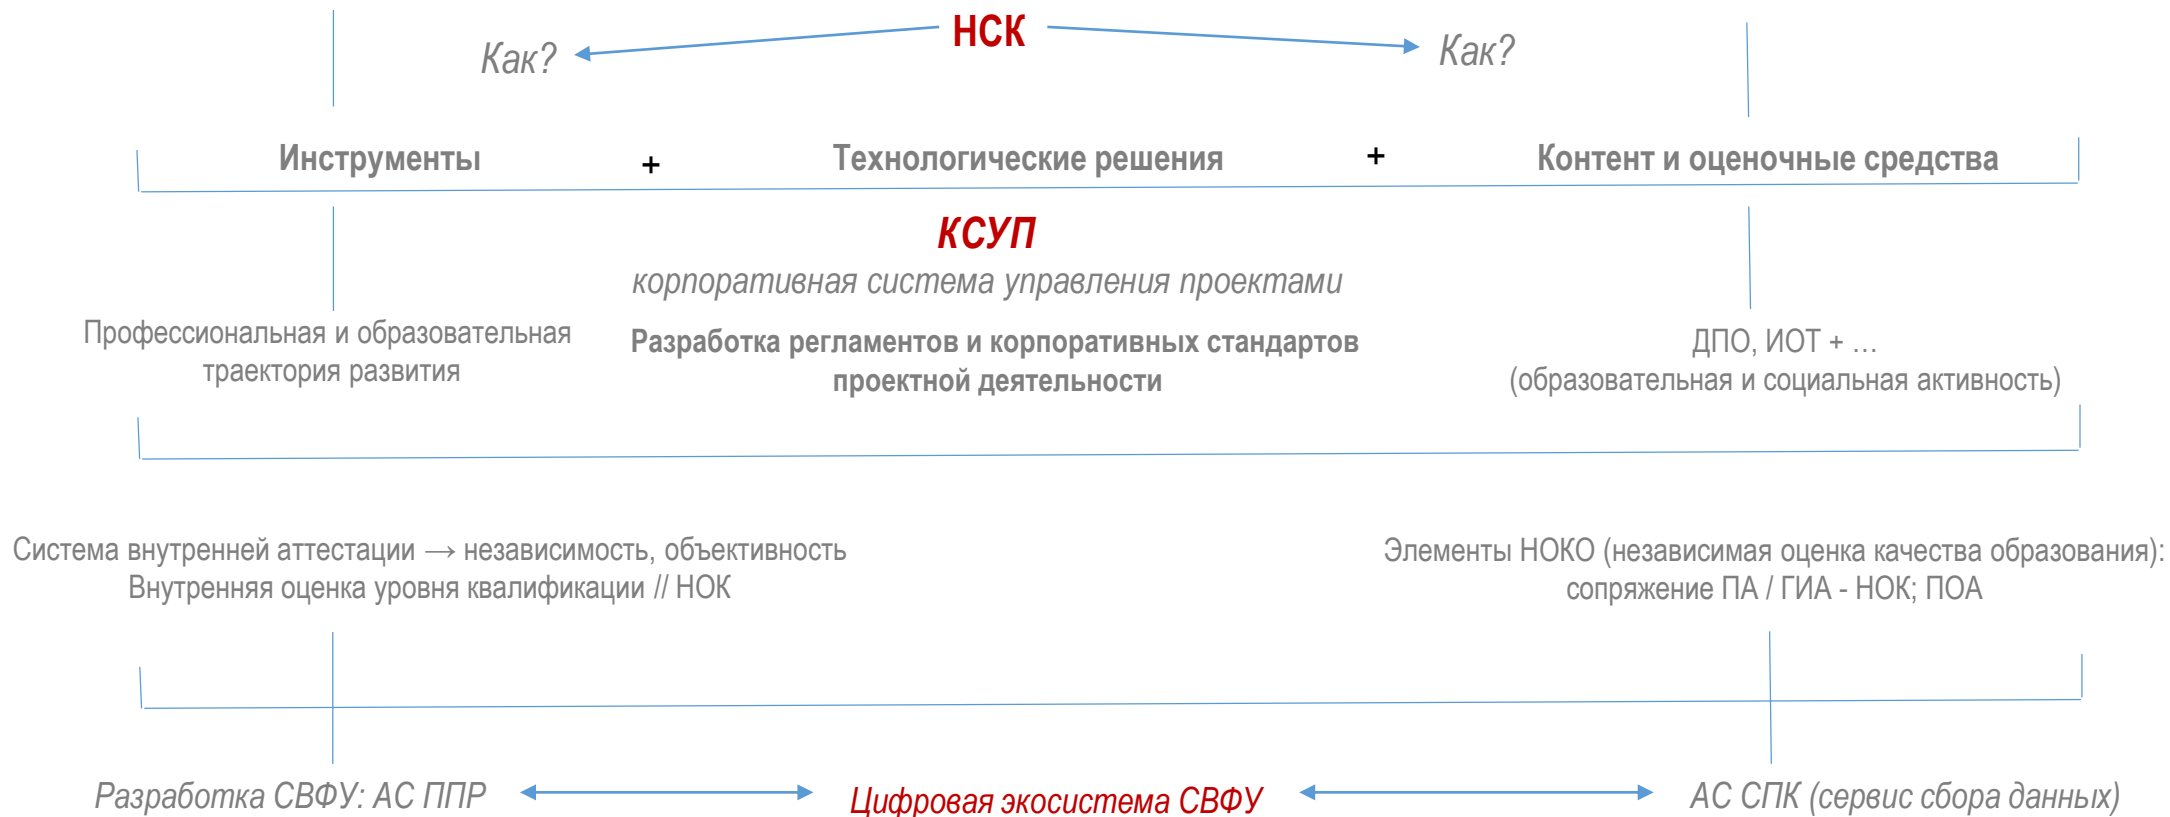 НСК
Как?
Как?
Инструменты
+
Технологические решения
+
Контент и оценочные средства
КСУП
корпоративная система управления проектами
Профессиональная и образовательная
траектория развития
Разработка регламентов и корпоративных стандартов
проектной деятельности
ДПО, ИОТ + …
(образовательная и социальная активность)
Система внутренней аттестации → независимость, объективность
Внутренняя оценка уровня квалификации // НОК
Элементы НОКО (независимая оценка качества образования):
сопряжение ПА / ГИА - НОК; ПОА
Разработка СВФУ: АС ППР
Цифровая экосистема СВФУ
АС СПК (сервис сбора данных)